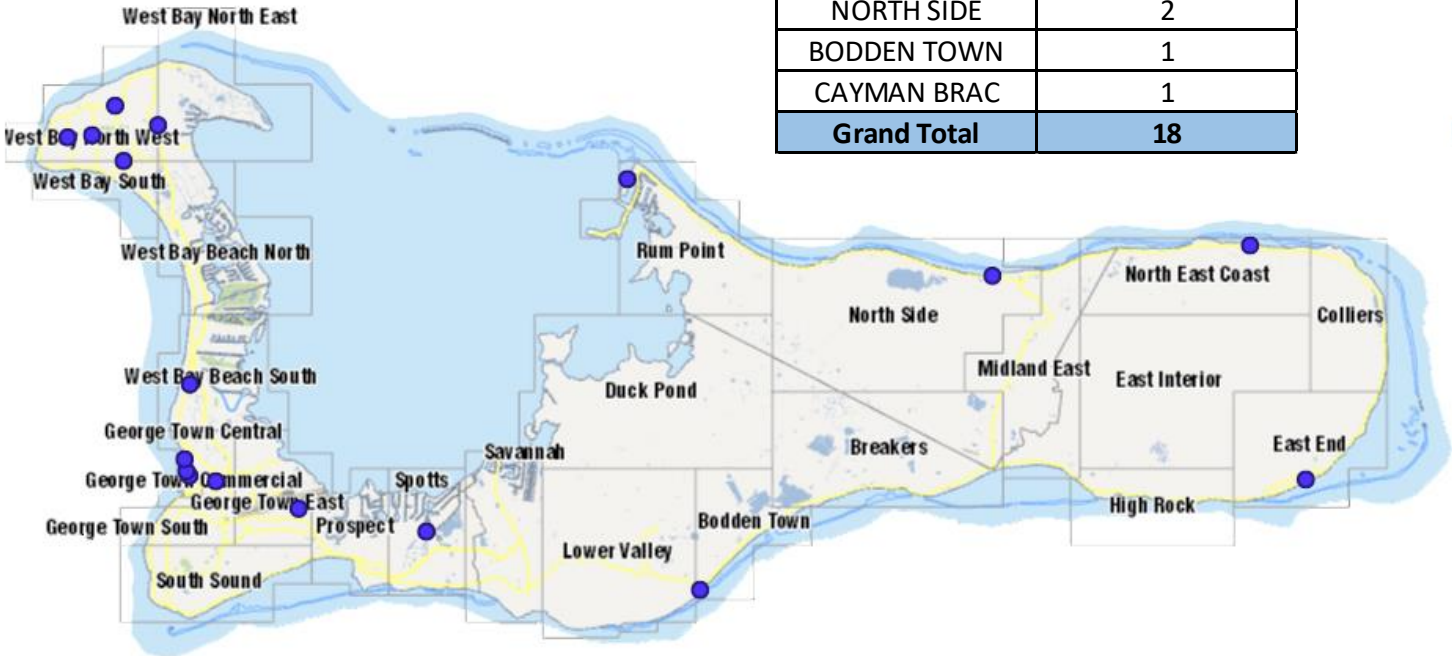 West Bay North East
NORTH SIDE 2
BODDEN TOWN 1
CAYMAN BRAC 1
Grand Total 18
West Bay North West
West Bay South
West Bay Beach North
Rum Point
North East Coast
North Side
Colliers
West Bay Beach South
Midland East
East Interior
Duck Pond
George Town Central
Savannah
Breakers
East End
George Town Commercial
Spotts
George Town East
High Rock
George Town South
Prospect
Bodden Town
Lower Valley
South Sound